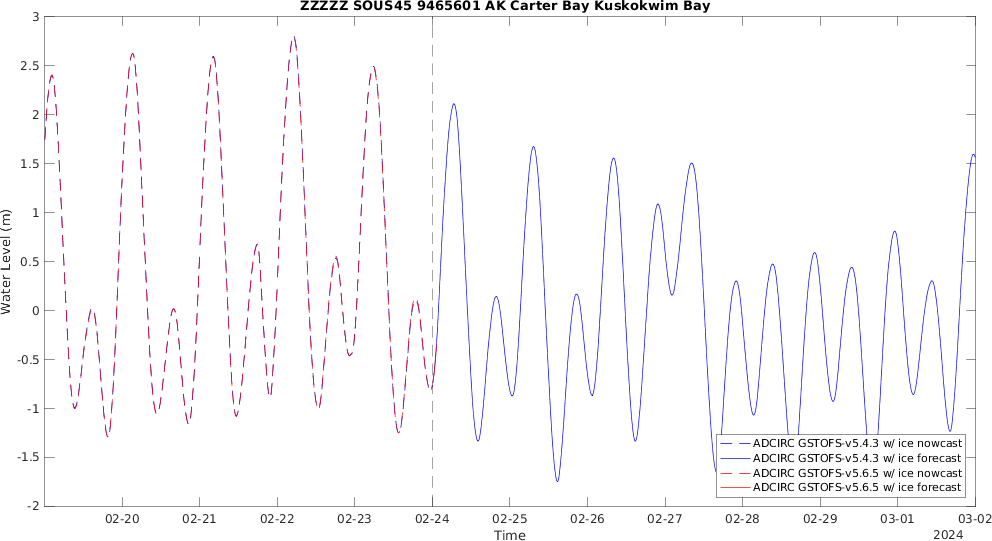 ZZZZZ SOUS45 9465601 AK Carter Bay Kuskokwim Bay
Water Level (m)
3
2.5
2
1.5
1
0.5
0
-0.5
-1
-1.5
-2
ADCIRC GSTOFS-v5.4.3 w/ ice nowcast
ADCIRC GSTOFS-v5.4.3 w/ ice forecast
ADCIRC GSTOFS-v5.6.5 w/ ice nowcast
ADCIRC GSTOFS-v5.6.5 w/ ice forecast
02-20 02-21 02-22 02-23 02-24 02-25 02-26 02-27 02-28 02-29 03-01 03-02
Time
2024